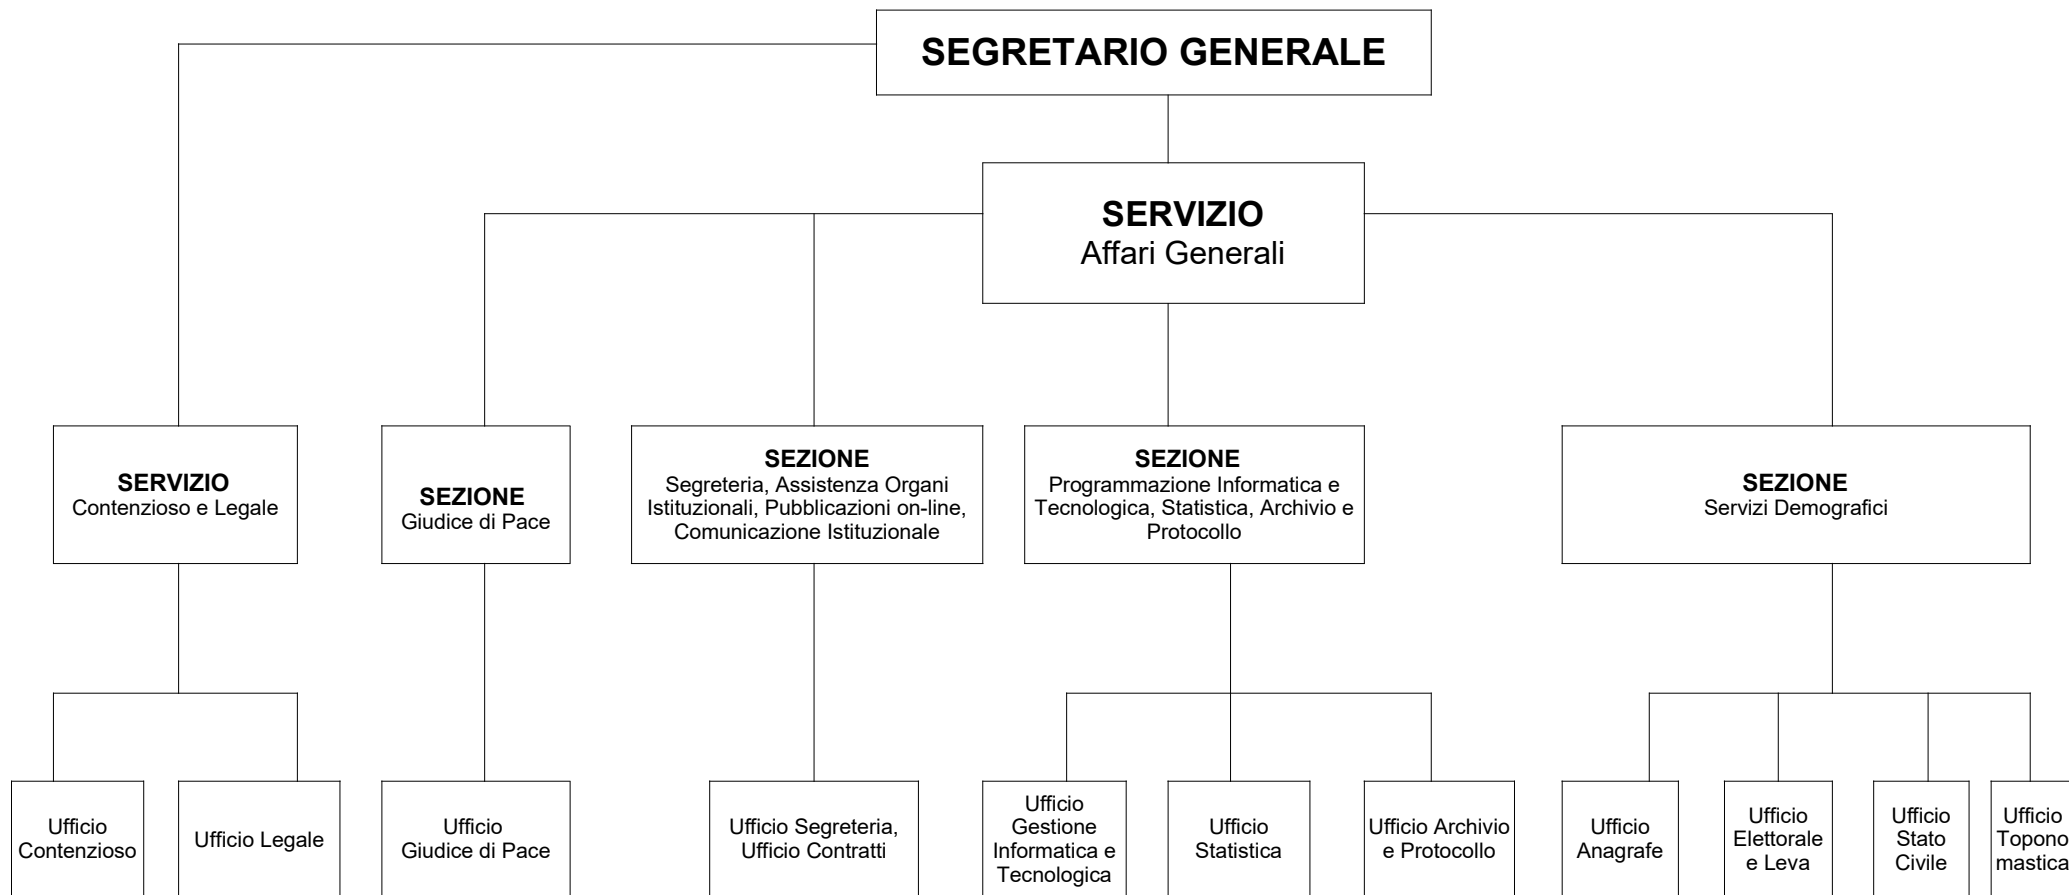 SEGRETARIO GENERALE
SERVIZIO
Affari Generali
SERVIZIO
Contenzioso e Legale
SEZIONE
Giudice di Pace
SEZIONE
Segreteria, Assistenza Organi
Istituzionali, Pubblicazioni on-line,
Comunicazione Istituzionale
SEZIONE
Programmazione Informatica e
Tecnologica, Statistica, Archivio e
Protocollo
SEZIONE
Servizi Demografici
Ufficio
Contenzioso
Ufficio Legale
Ufficio
Giudice di Pace
Ufficio Segreteria,
Ufficio Contratti
Ufficio
Gestione
Informatica e
Tecnologica
Ufficio
Statistica
Ufficio Archivio
e Protocollo
Ufficio
Anagrafe
Ufficio
Elettorale
e Leva
Ufficio
Stato
Civile
Ufficio
Topono
mastica